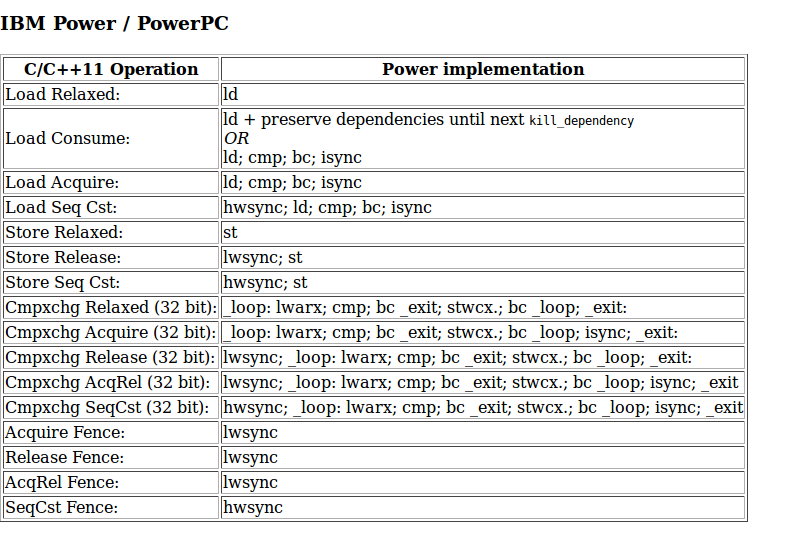 IBM Power / PowerPC
C/C++11 Operation Power implementation
Load Relaxed: ld
Load Consume: ld + preserve dependencies until next kill_dependency
OR
ld; cmp; bc; isync
Load Acquire: ld; cmp; bc; isync
Load Seq Cst: hwsync; ld; cmp; bc; isync
Store Relaxed: st
Store Release: lwsync; st
Store Seq Cst: hwsync; st
Cmpxchg Relaxed (32 bit): _loop: lwarx; cmp; bc _exit; stwcx.; bc _loop; _exit:
Cmpxchg Acquire (32 bit): _loop: lwarx; cmp; bc _exit; stwcx.; bc _loop; isync; _exit:
Cmpxchg Release (32 bit): lwsync; _loop: lwarx; cmp; bc _exit; stwcx.; bc _loop; _exit:
Cmpxchg AcqRel (32 bit): lwsync; _loop: lwarx; cmp; bc _exit; stwcx.; bc _loop; isync; _exit
Cmpxchg SeqCst (32 bit): hwsync; _loop: lwarx; cmp; bc _exit; stwcx.; bc _loop; isync; _exit
Acquire Fence: lwsync
Release Fence: lwsync
AcqRel Fence: lwsync
SeqCst Fence: hwsync